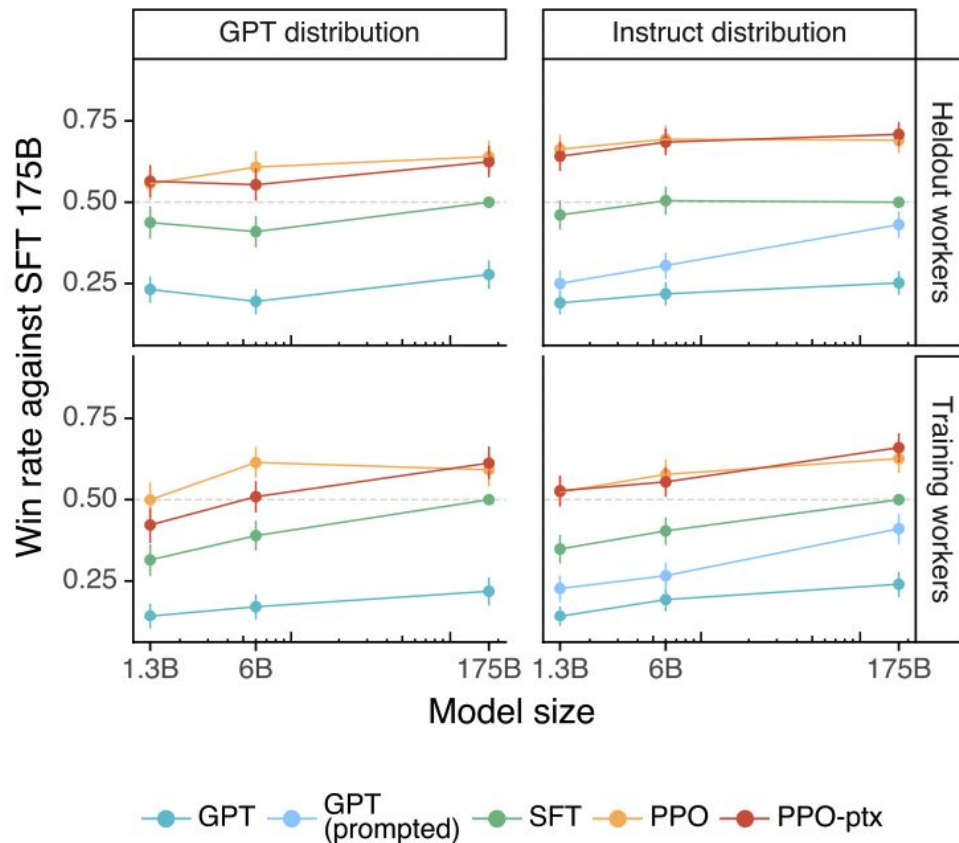 GPT distribution
Instruct distribution
Win rate against SFT 175B
0.75
0.50
0.25
Heldout workers
0.75
0.50
0.25
Training workers
1.3B 6B 175B
1.3B 6B 175B
Model size
GPT
GPT
(prompted)
SFT
PPO
PPO-ptx